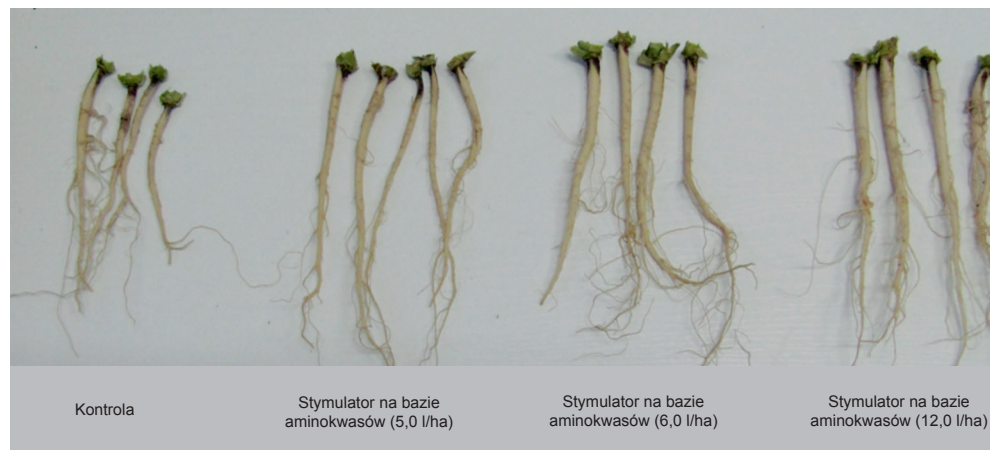 Kontrola
Stymulator na bazie
aminokwasów (5,0 l/ha)
Stymulator na bazie
aminokwasów (6,0 l/ha)
Stymulator na bazie
aminokwasów (12,0 l/ha)